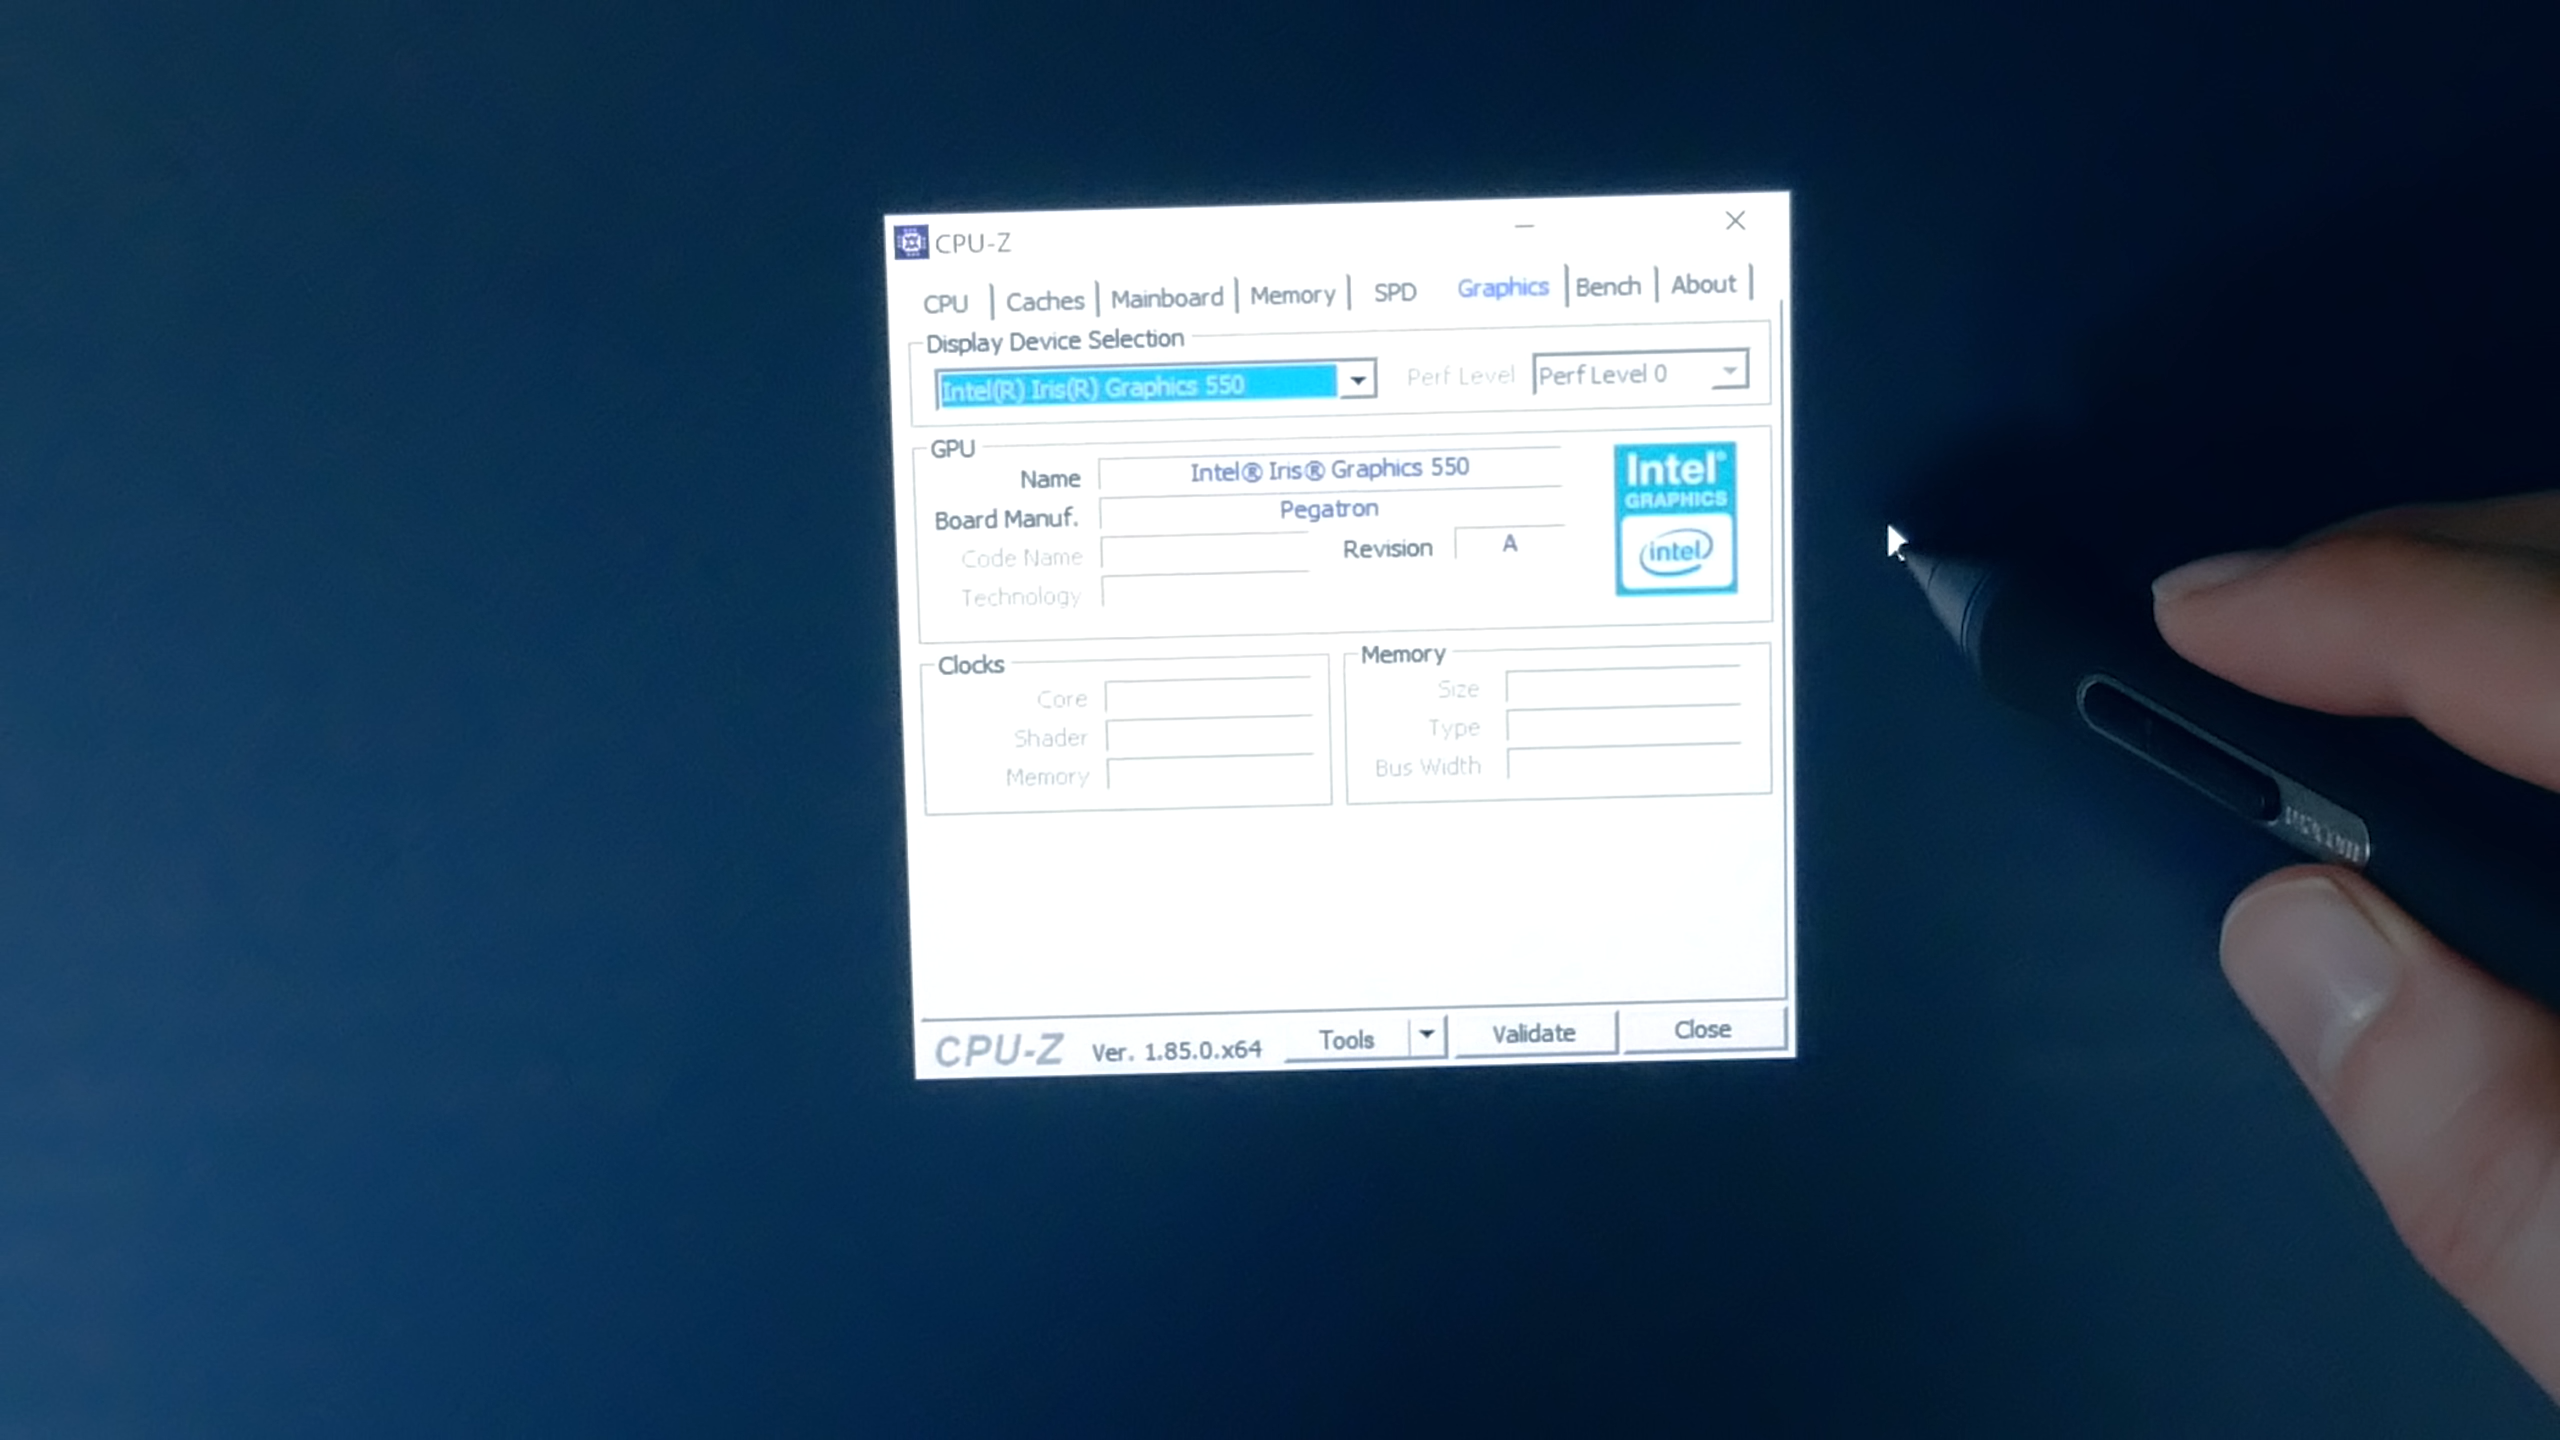 CPU-Z
CPU Caches Mainboard Memory SPD Graphics Bench About
Display Device Selection
Intel(R) Iris(R) Graphics 550 Perf Level Perf Level 0
GPU
Name Intel® Iris® Graphics 550
Board Manuf. Pegatron
Code Name Revision A
Technology
Intel®
GRAPHICS
intel
Clocks
Core
Shader
Memory
Memory
Size
Type
Bus Width
CPU-Z Ver. 1.85.0.x64 Tools Validate Close